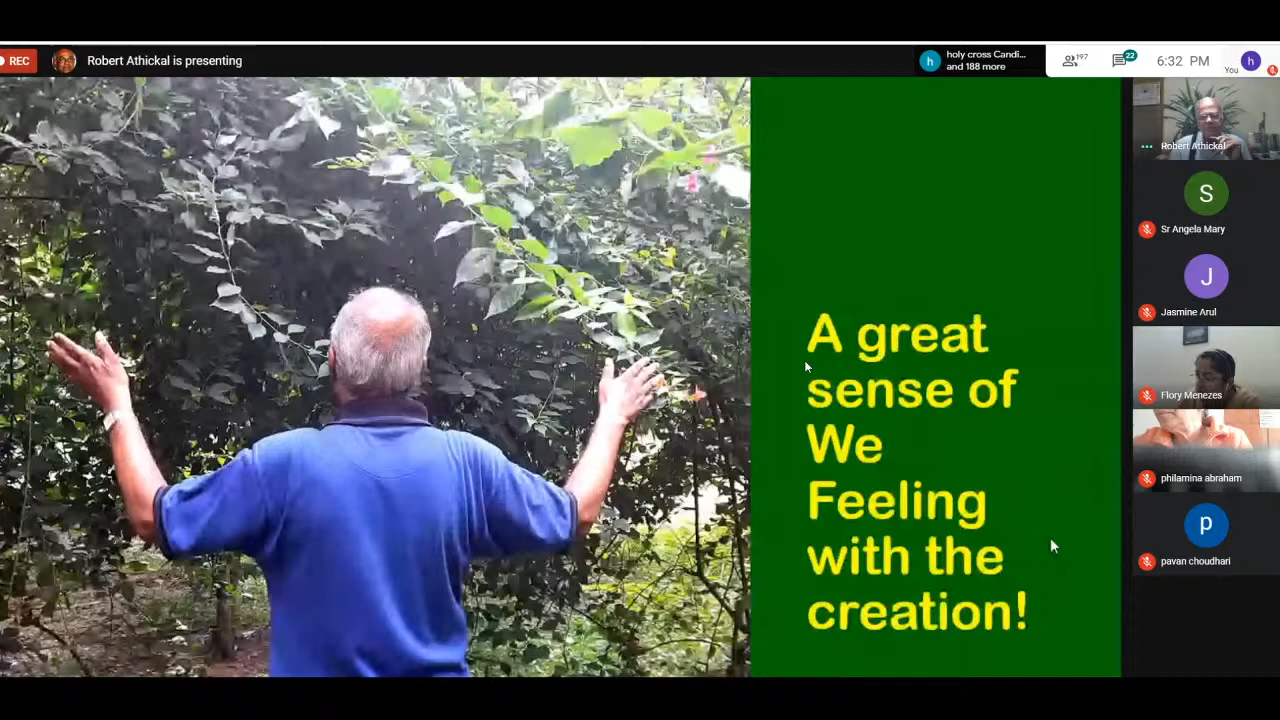 REC
Robert Athickal is presenting
holy cross Candi...
and 188 more
197
22
6:32 PM
You
h
h
Robert Athickal
S
Sr Angela Mary
J
Jasmine Arul
Flory Menezes
philamina abraham
p
pavan choudhari
A great
sense of
We
Feeling
with the
creation!